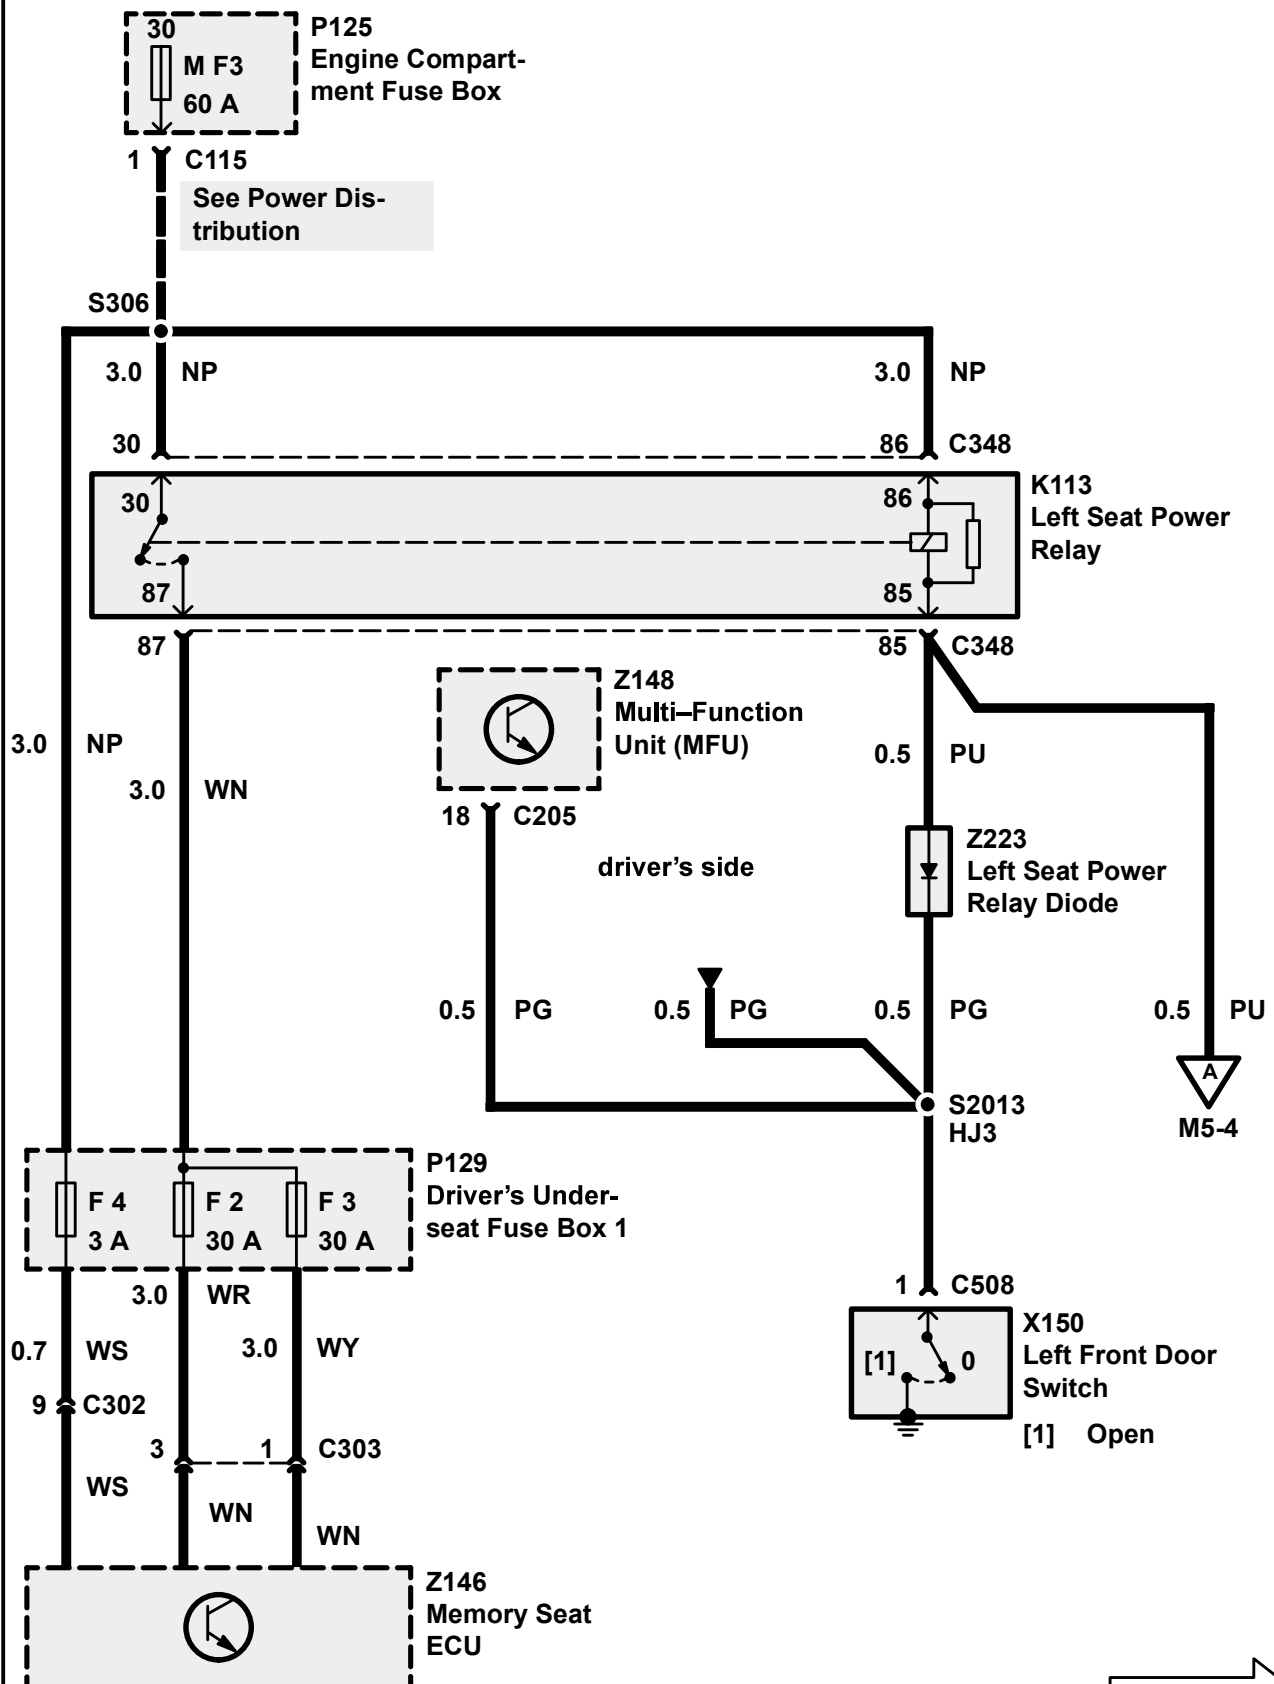 30
M F3
60 A
P125
Engine Compart-
ment Fuse Box
1
C115
See Power Dis-
tribution
S306
3.0 NP
3.0 NP
30
86 C348
30
86
K113
Left Seat Power
Relay
87
85
87
85 C348
Z148
Multi–Function
Unit (MFU)
3.0 NP
3.0 WN
0.5 PU
18 C205
driver's side
Z223
Left Seat Power
Relay Diode
0.5 PG
0.5 PG
0.5 PG
0.5 PU
A
M5-4
S2013
HJ3
P129
Driver's Under-
seat Fuse Box 1
F 4
3 A
F 2
30 A
F 3
30 A
3.0 WR
0.7 WS
3.0 WY
1 C508
X150
Left Front Door
Switch
[1] 0
[1] Open
9 C302
3
1 C303
WS
WN
WN
Z146
Memory Seat
ECU